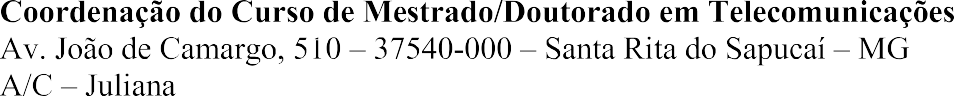 Coordenação do Curso de Mestrado/Doutorado em Telecomunicações
Av. João de Camargo, 510 – 37540-000 – Santa Rita do Sapucaí – MG
A/C – Juliana